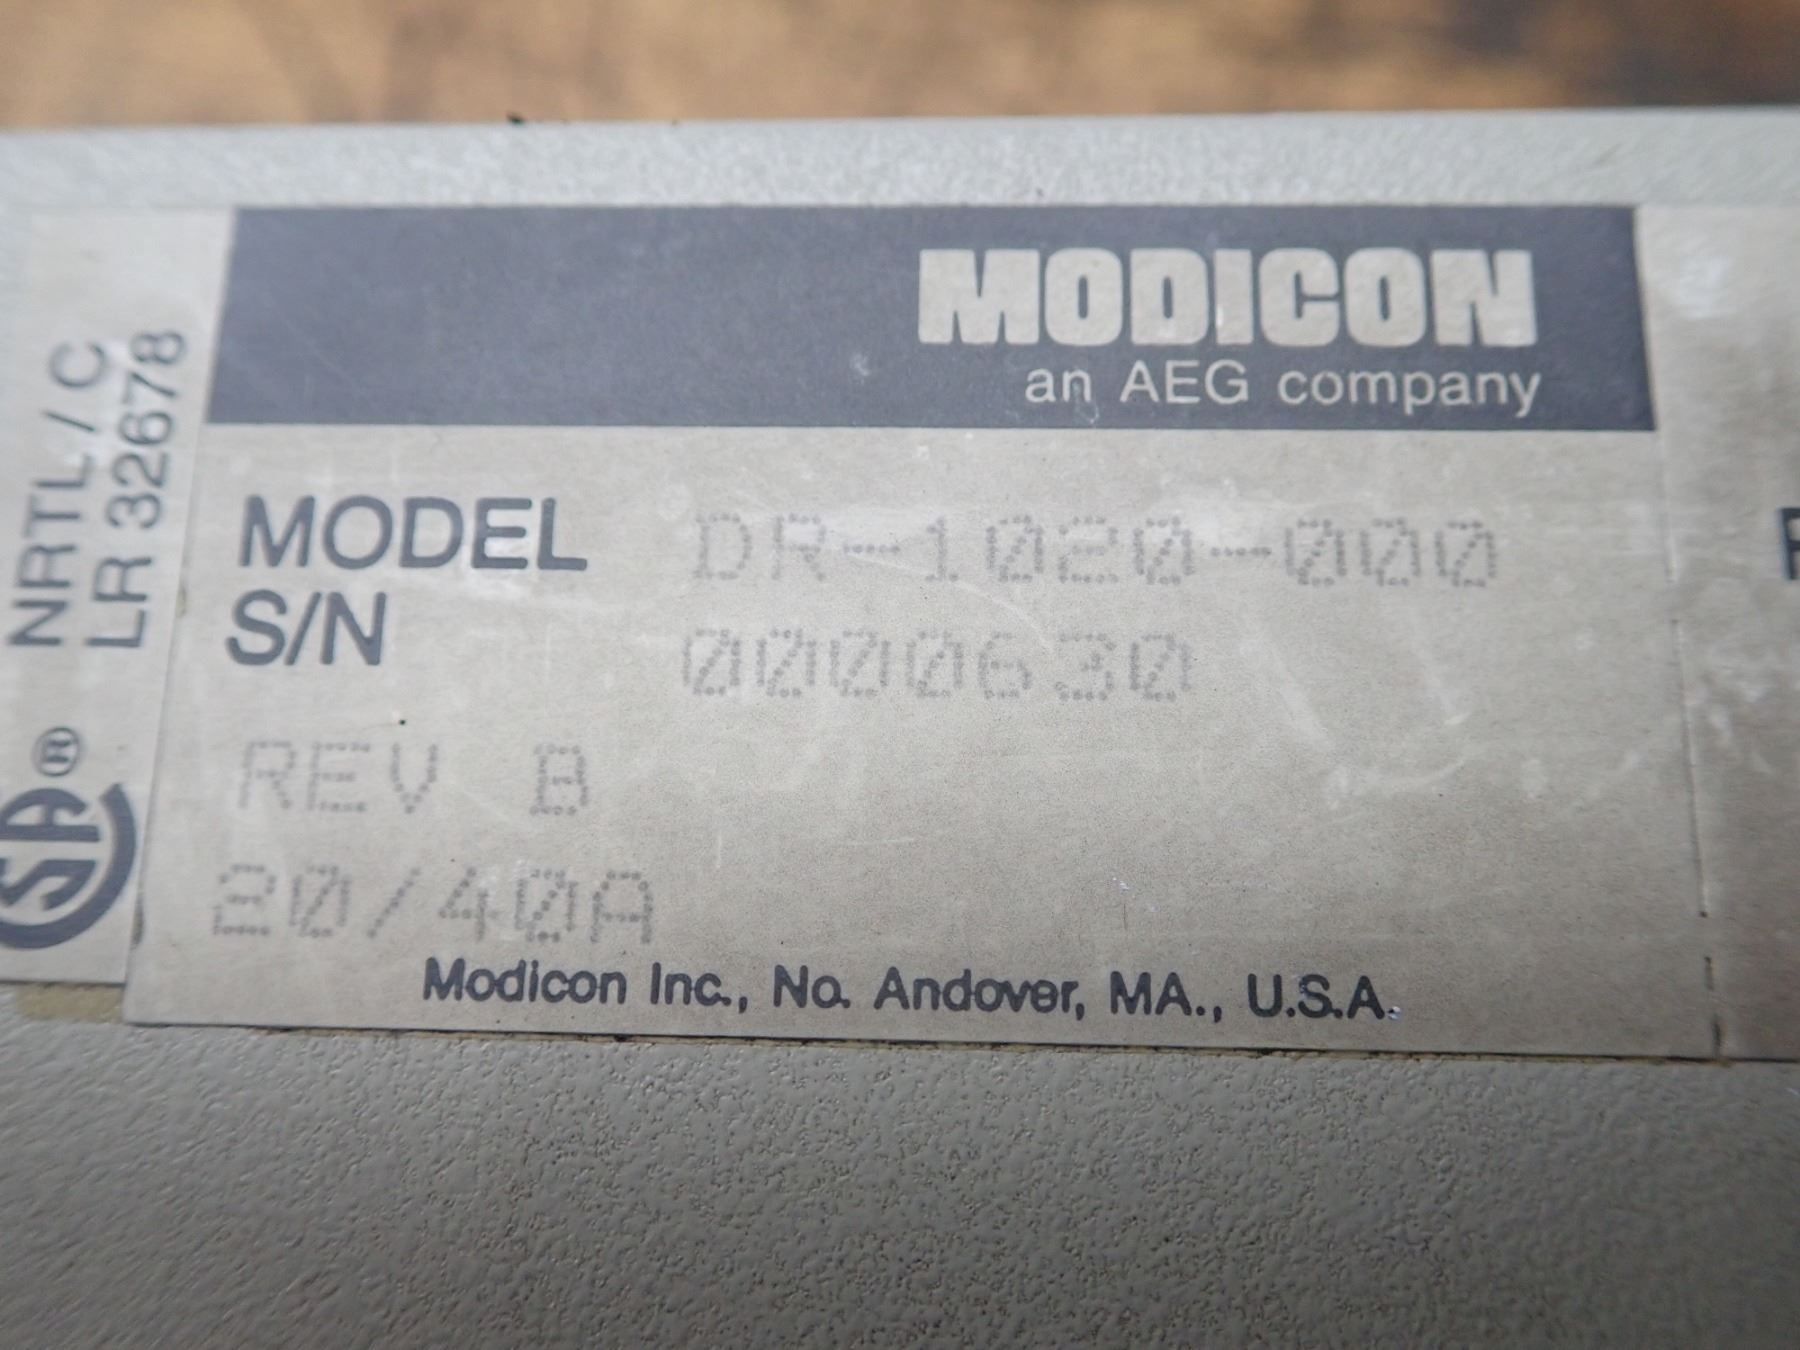 NRTL/C
LR 32678
SA®
MODICON
an AEG company
MODEL DR-1020-000
S/N 0000630
REV B
20/40A
Modicon Inc., No. Andover, MA., U.S.A.